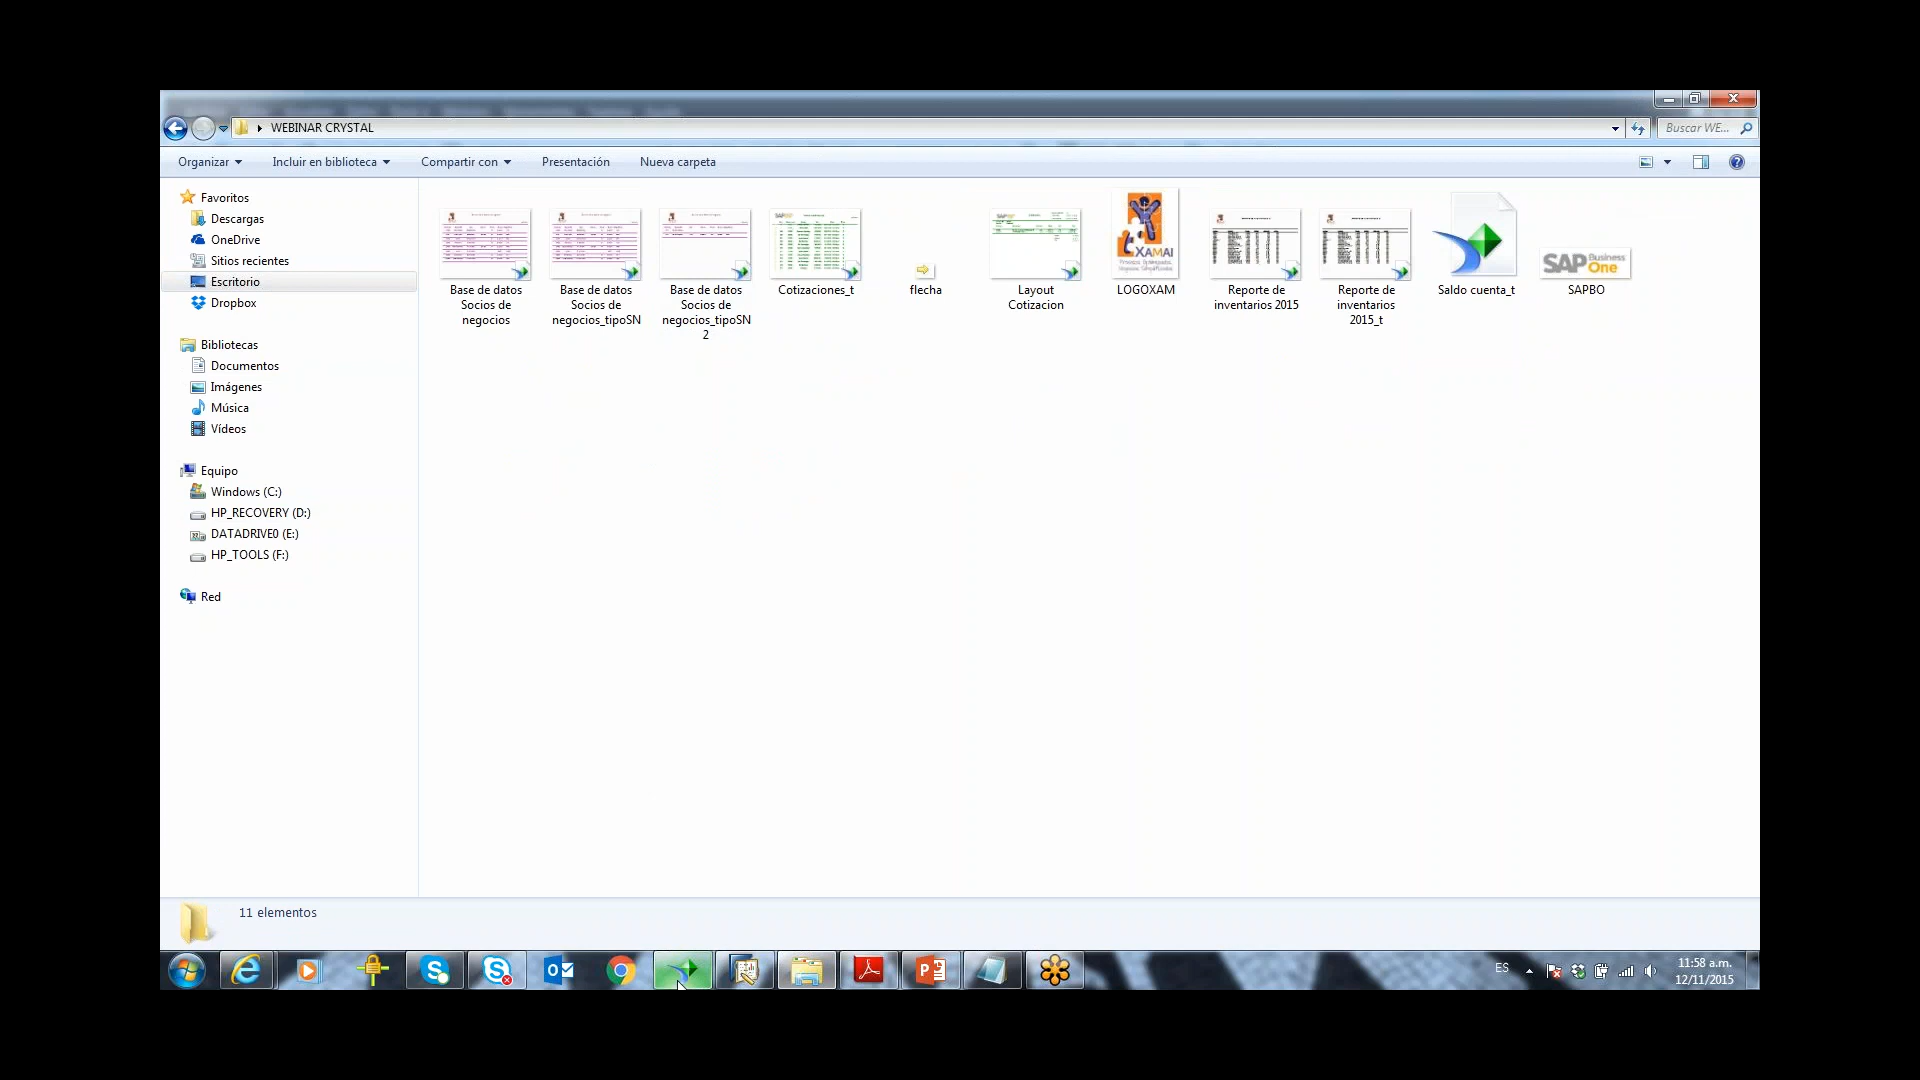 WEBINAR CRYSTAL
Buscar WE...
Organizar
Incluir en biblioteca
Compartir con
Presentación
Nueva carpeta
Favoritos
Descargas
OneDrive
Sitios recientes
Escritorio
Dropbox
Bibliotecas
Documentos
Imágenes
Música
Vídeos
Equipo
Windows (C:)
HP_RECOVERY (D:)
DATADRIVE0 (E:)
HP_TOOLS (F:)
Red
Base de datos
Socios de
negocios
Base de datos
Socios de
negocios_tipoSN
Base de datos
Socios de
negocios_tipoSN
2
Cotizaciones_t
flecha
Layout
Cotizacion
XAMAI
LOGOXAM
Reporte de
inventarios 2015
Reporte de
inventarios
2015_t
Saldo cuenta_t
SAP Business
One
SAPBO
11 elementos
ES
11:58 a.m.
12/11/2015